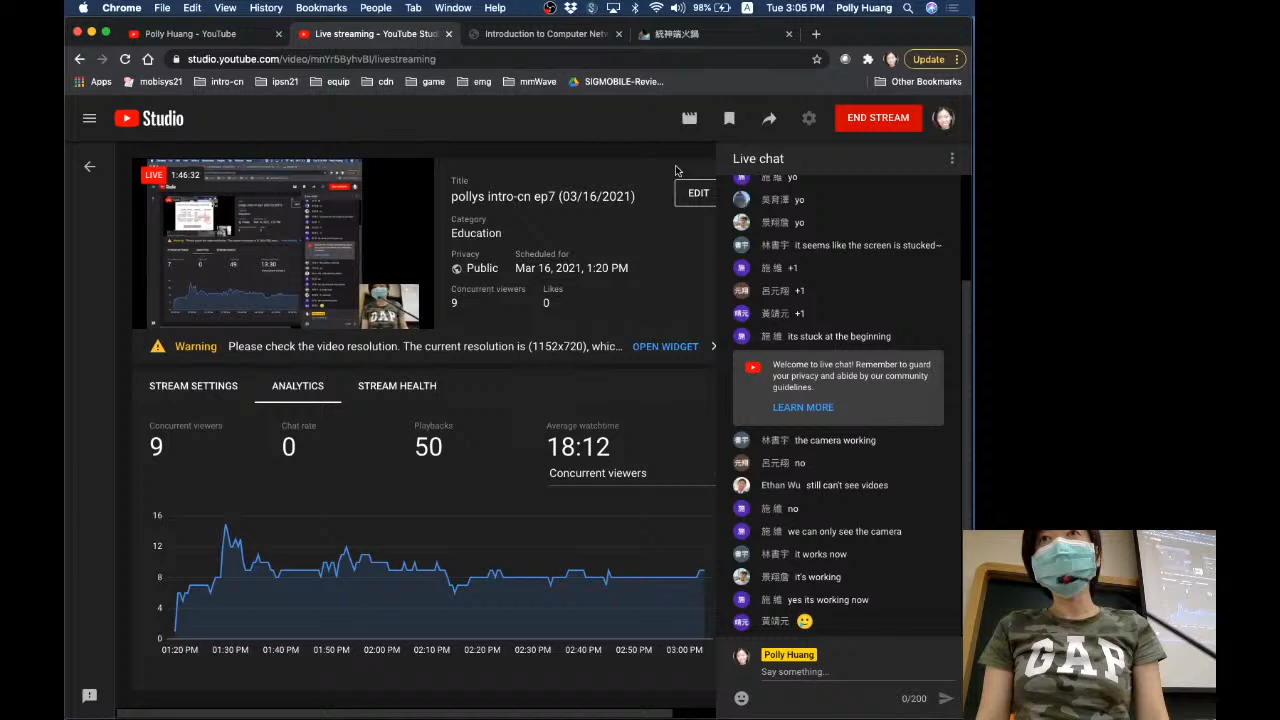 Chrome File Edit View History Bookmarks People Tab Window Help 98% A Tue 3:05 PM Polly Huang
Polly Huang - YouTube
Live streaming - YouTube Stud
Introduction to Computer Netw
統神端火鍋
studio.youtube.com/video/mnYr5ByhvBI/livestreaming
Update
Apps mobisys21 intro-cn ipsn21 equip cdn game emg mmWave SIGMOBILE-Revie... Other Bookmarks
Studio
END STREAM
LIVE 1:46:32
Title
pollys intro-cn ep7 (03/16/2021)
EDIT
Category
Education
Privacy Scheduled for
Public Mar 16, 2021, 1:20 PM
Concurrent viewers Likes
9 0
Warning Please check the video resolution. The current resolution is (1152x720), whic... OPEN WIDGET
STREAM SETTINGS ANALYTICS STREAM HEALTH
Concurrent viewers Chat rate Playbacks Average watchtime
9 0 50 18:12
Concurrent viewers
16
12
8
4
0
01:20 PM 01:30 PM 01:40 PM 01:50 PM 02:00 PM 02:10 PM 02:20 PM 02:30 PM 02:40 PM 02:50 PM 03:00 PM
Live chat
施 維 yo
yo
景翔詹 yo
林書宇 it seems like the screen is stucked~
施 維 +1
呂元翔 +1
黃靖元 +1
施 維 its stuck at the beginning
Welcome to live chat! Remember to guard
your privacy and abide by our community
guidelines.
LEARN MORE
林書宇 the camera working
呂元翔 no
Ethan Wu still can't see vidoes
施 維 no
施 維 we can only see the camera
林書宇 it works now
景翔詹 it's working
施 維 yes its working now
黃靖元 🥲
Polly Huang
Say something...
0/200
GAP